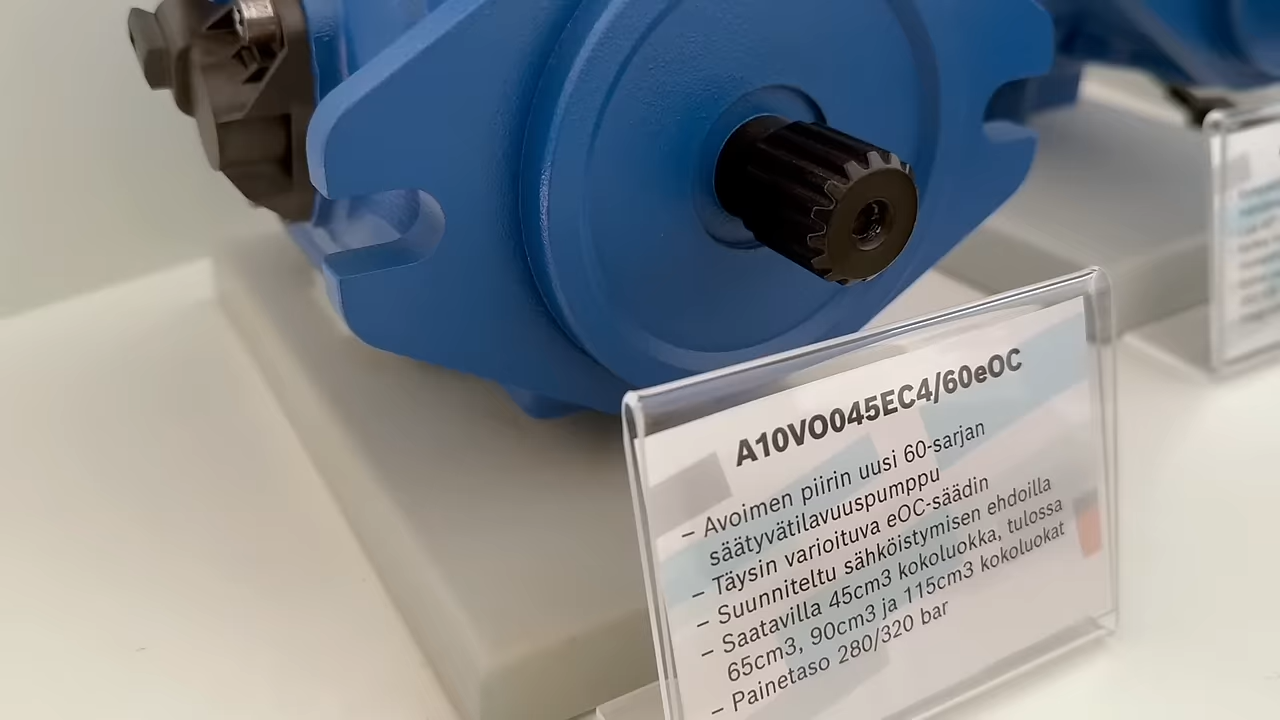 A10VO045EC4/60eOC
– Avoimen piirin uusi 60-sarjan
säätyvätilavuuspumppu
– Täysin varioituva eOC-säädin
– Suunniteltu sähköistymisen ehdoilla
– Saatavilla 45cm3 kokoluokka, tulossa
65cm3, 90cm3 ja 115cm3 kokoluokat
– Painetaso 280/320 bar